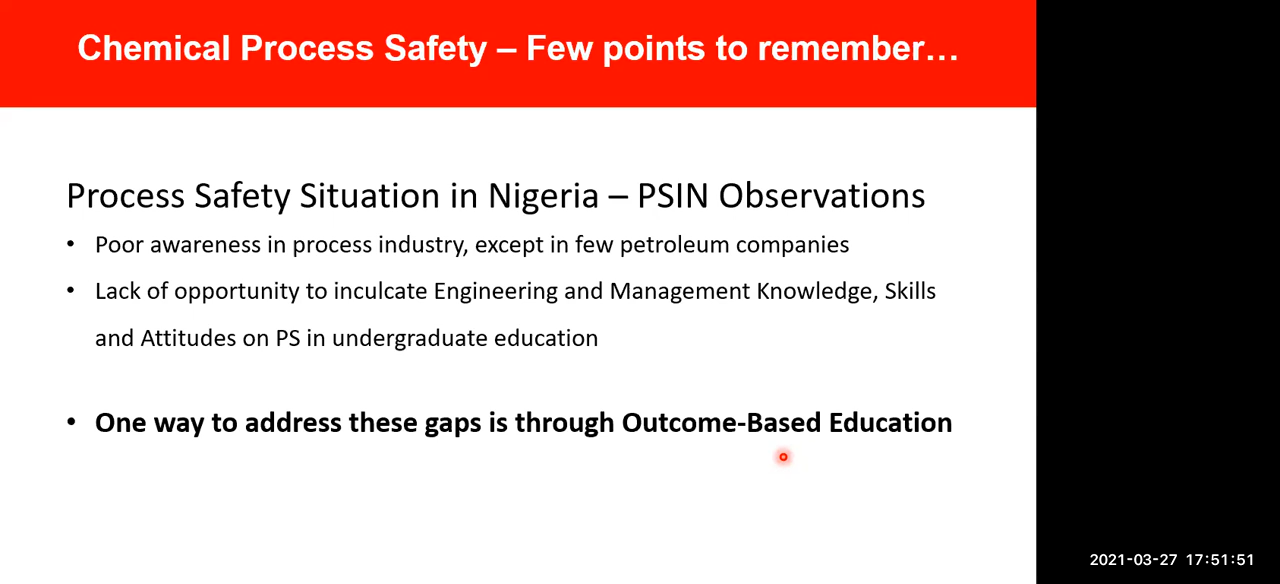 Chemical Process Safety – Few points to remember…
Process Safety Situation in Nigeria – PSIN Observations
• Poor awareness in process industry, except in few petroleum companies
• Lack of opportunity to inculcate Engineering and Management Knowledge, Skills
and Attitudes on PS in undergraduate education
• One way to address these gaps is through Outcome-Based Education
2021-03-27 17:51:51